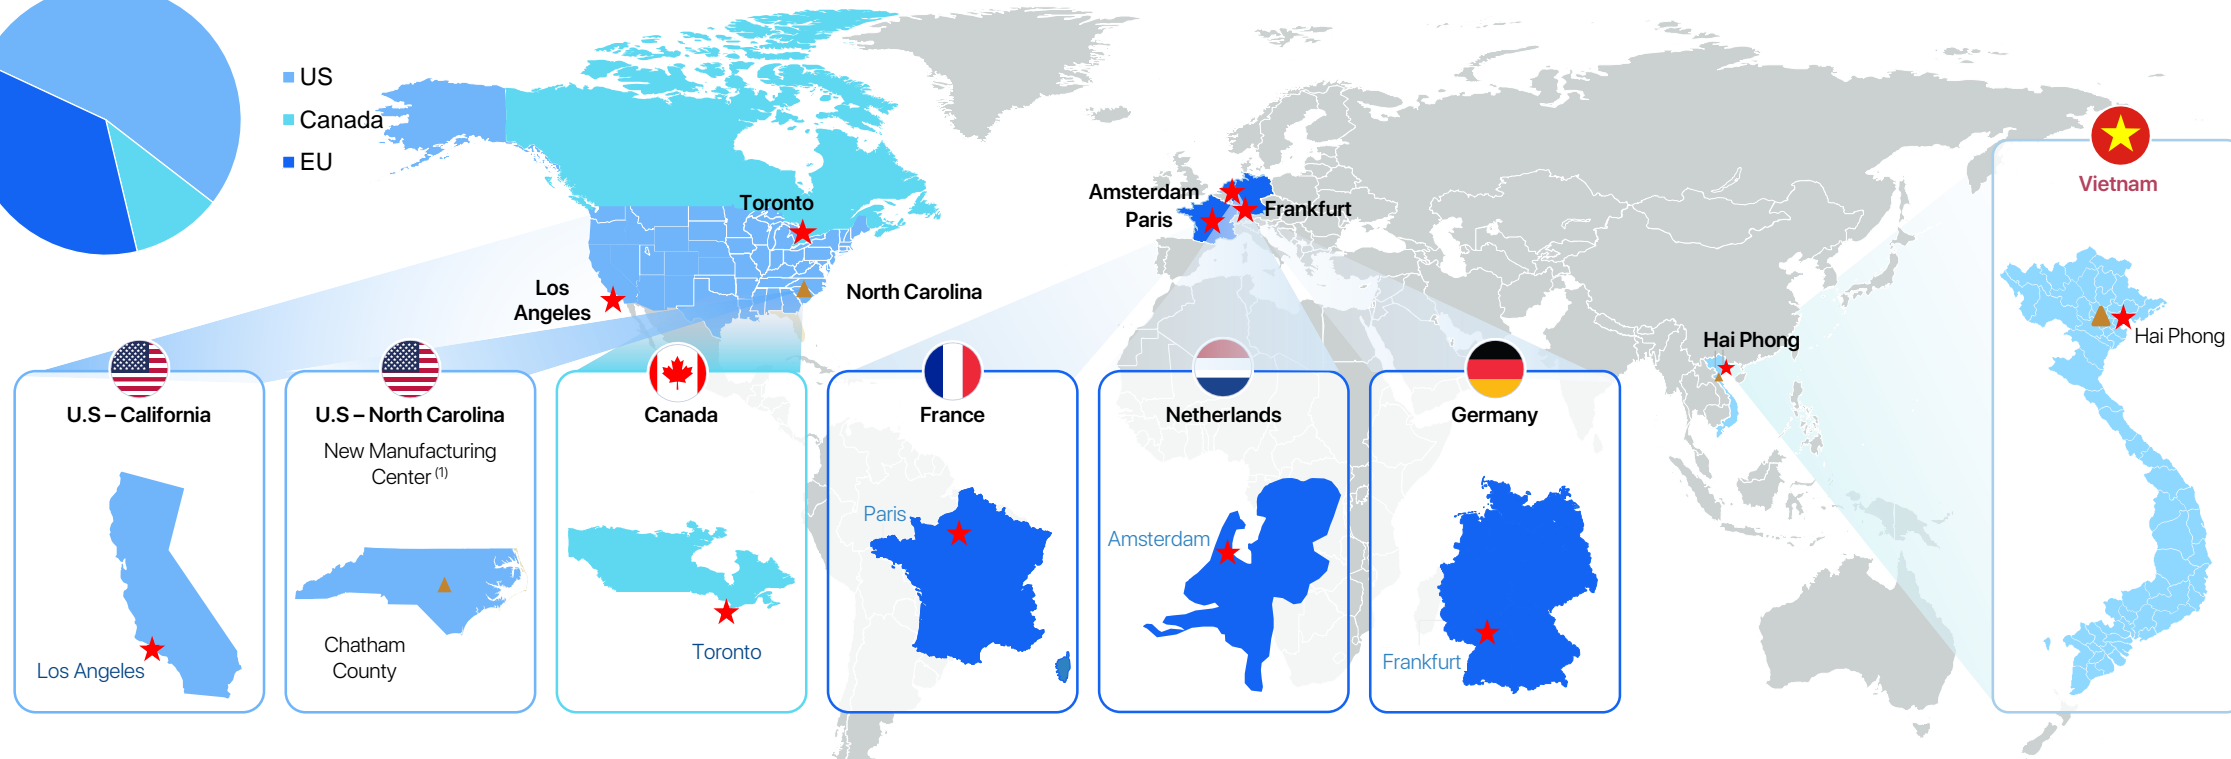 US
Canada
EU
Toronto
Los
Angeles
North Carolina
Amsterdam
Paris
Frankfurt
Hai Phong
U.S – California
Los Angeles
U.S – North Carolina
New Manufacturing
Center (1)
Chatham
County
Canada
Toronto
France
Paris
Netherlands
Amsterdam
Germany
Frankfurt
Vietnam
Hai Phong